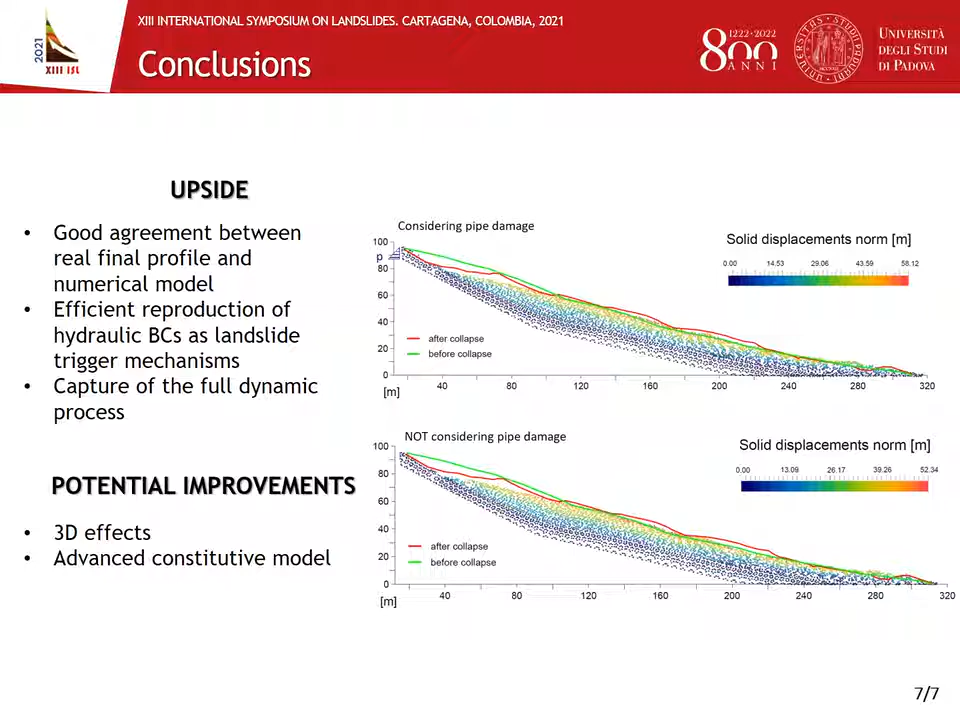 XIII INTERNATIONAL SYMPOSIUM ON LANDSLIDES. CARTAGENA, COLOMBIA, 2021
2021
XIII ISL
Conclusions
1222·2022
800
ANNI
UNIVERSITÀ
DEGLI STUDI
DI PADOVA
UPSIDE
• Good agreement between
real final profile and
numerical model
• Efficient reproduction of
hydraulic BCs as landslide
trigger mechanisms
• Capture of the full dynamic
process
POTENTIAL IMPROVEMENTS
• 3D effects
• Advanced constitutive model
Considering pipe damage
Solid displacements norm [m]
0.00 14.53 29.06 43.59 58.12
100
p
80
60
40
20
0
after collapse
before collapse
[m]
40 80 120 160 200 240 280 320
NOT considering pipe damage
Solid displacements norm [m]
0.00 13.09 26.17 39.26 52.34
100
80
60
40
20
0
after collapse
before collapse
[m]
40 80 120 160 200 240 280 320
7/7